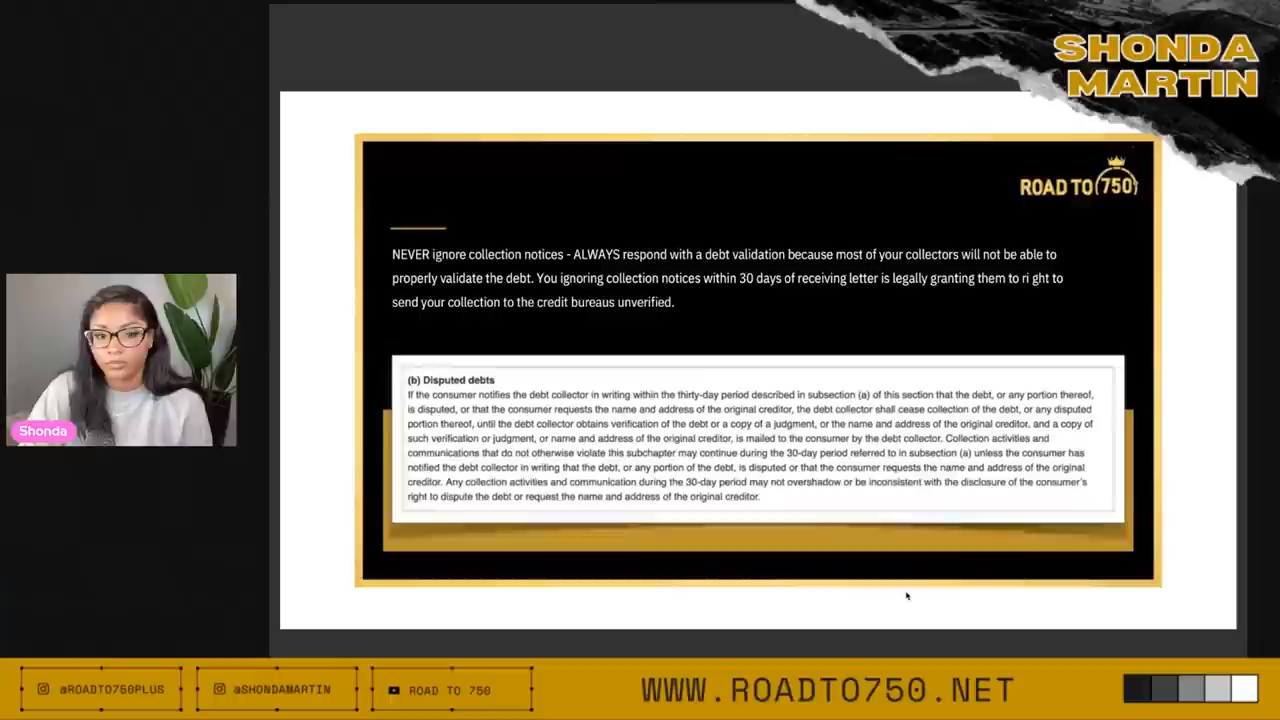 SHONDA
MARTIN
ROAD TO 750
NEVER ignore collection notices - ALWAYS respond with a debt validation because most of your collectors will not be able to
properly validate the debt. You ignoring collection notices within 30 days of receiving letter is legally granting them to ri ght to
send your collection to the credit bureaus unverified.
(b) Disputed debts
If the consumer notifies the debt collector in writing within the thirty-day period described in subsection (a) of this section that the debt, or any portion thereof,
is disputed, or that the consumer requests the name and address of the original creditor, the debt collector shall cease collection of the debt, or any disputed
portion thereof, until the debt collector obtains verification of the debt or a copy of a judgment, or the name and address of the original creditor, and a copy of
such verification or judgment, or name and address of the original creditor, is mailed to the consumer by the debt collector. Collection activities and
communications that do not otherwise violate this subchapter may continue during the 30-day period referred to in subsection (a) unless the consumer has
notified the debt collector in writing that the debt, or any portion of the debt, is disputed or that the consumer requests the name and address of the original
creditor. Any collection activities and communication during the 30-day period may not overshadow or be inconsistent with the disclosure of the consumer's
right to dispute the debt or request the name and address of the original creditor.
Shonda
@ROADTO750PLUS
@SHONDAMARTIN
ROAD TO 750
WWW.ROADTO750.NET